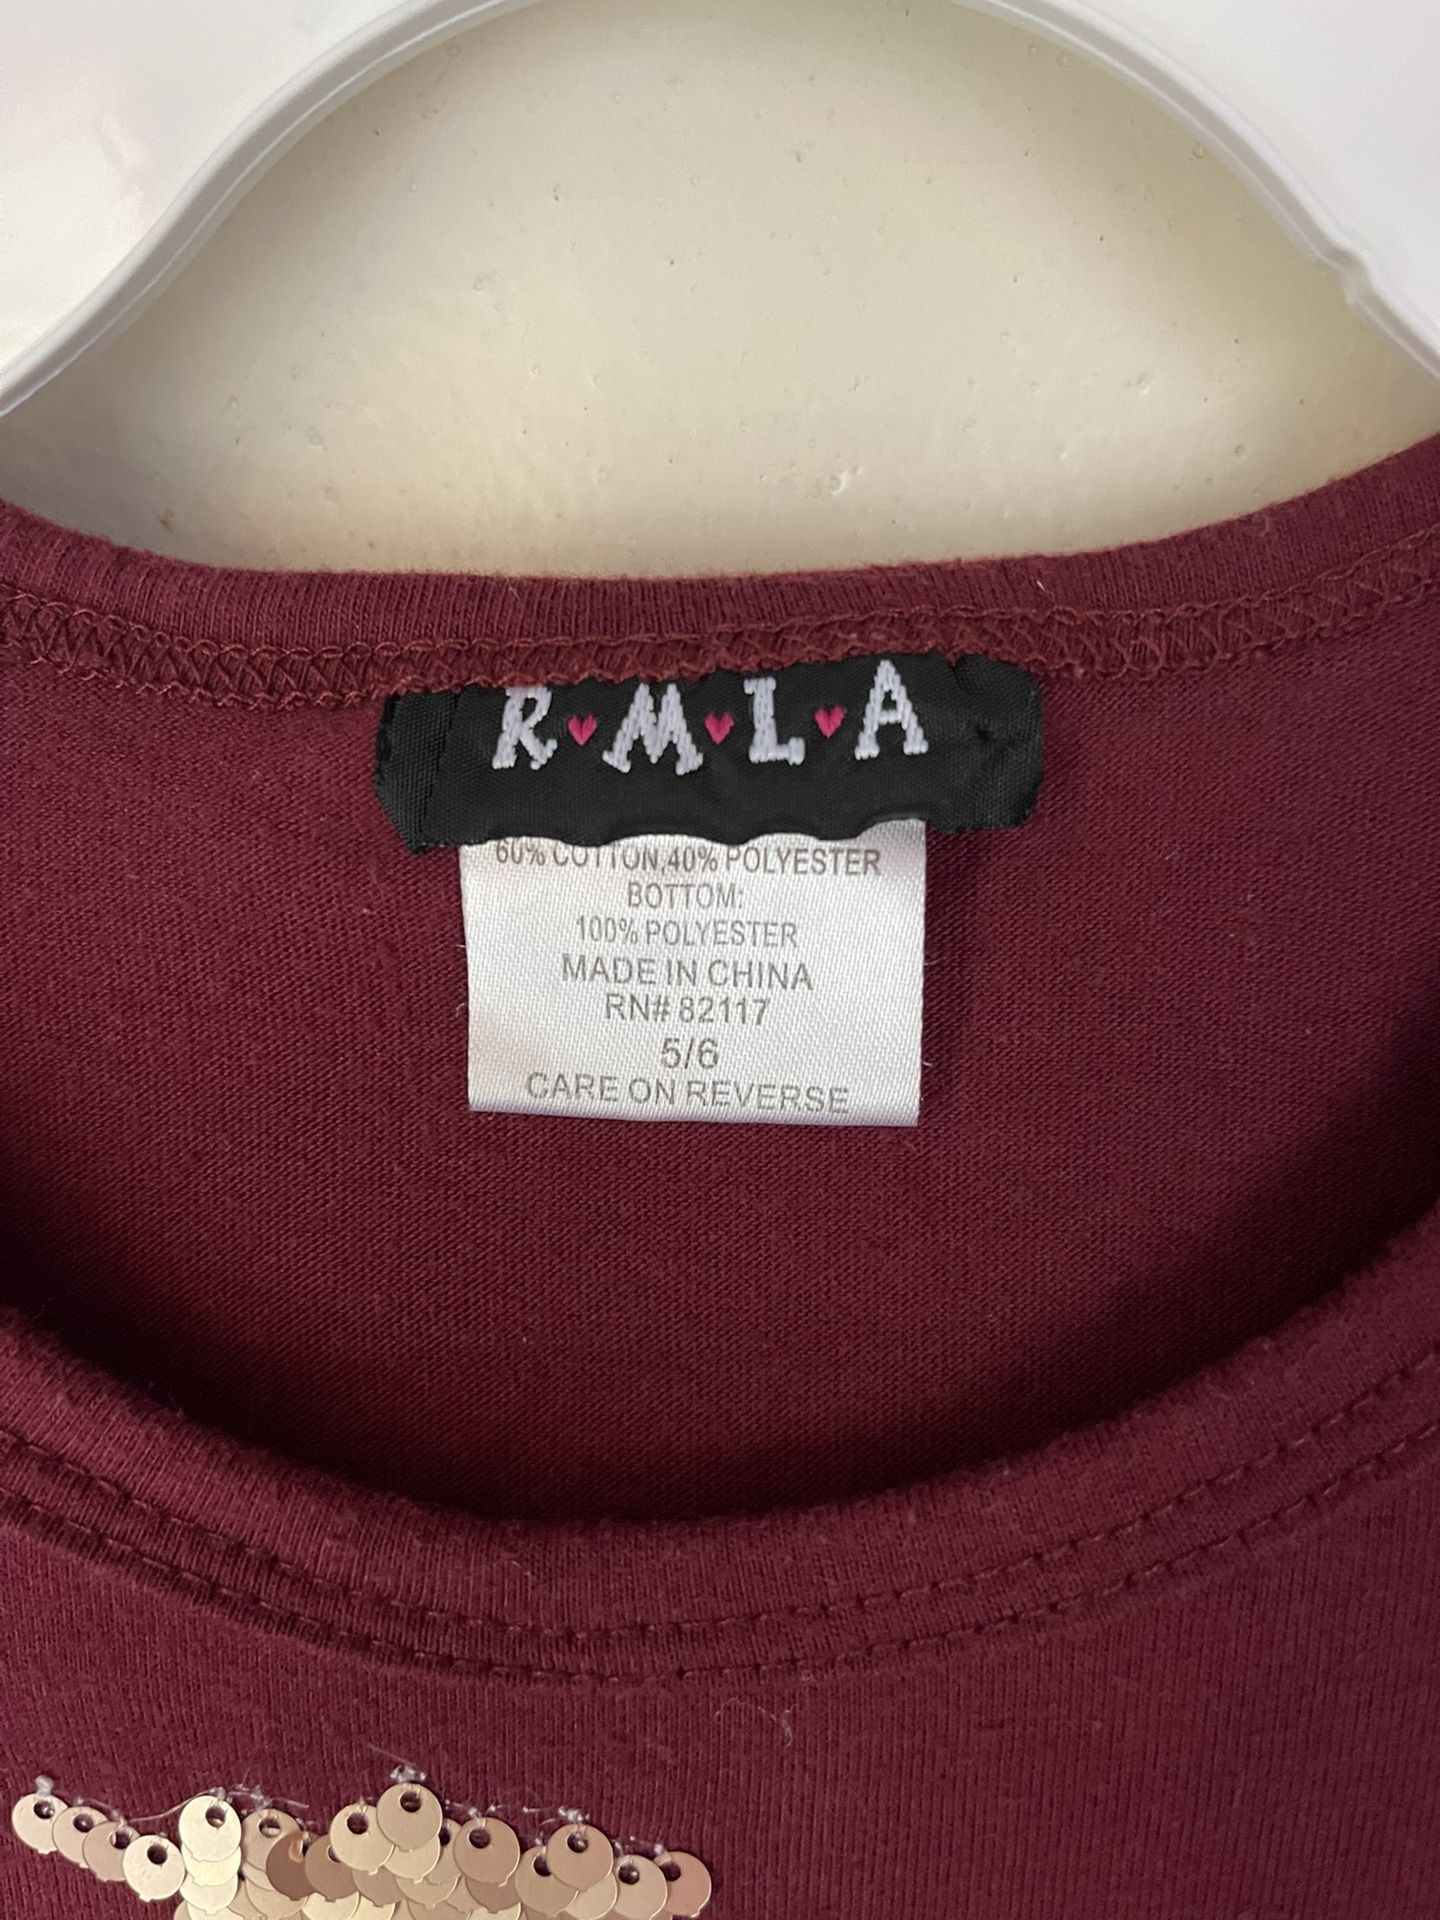 R♥M♥L♥A
60% COTTON,40% POLYESTER
BOTTOM:
100% POLYESTER
MADE IN CHINA
RN# 82117
5/6
CARE ON REVERSE